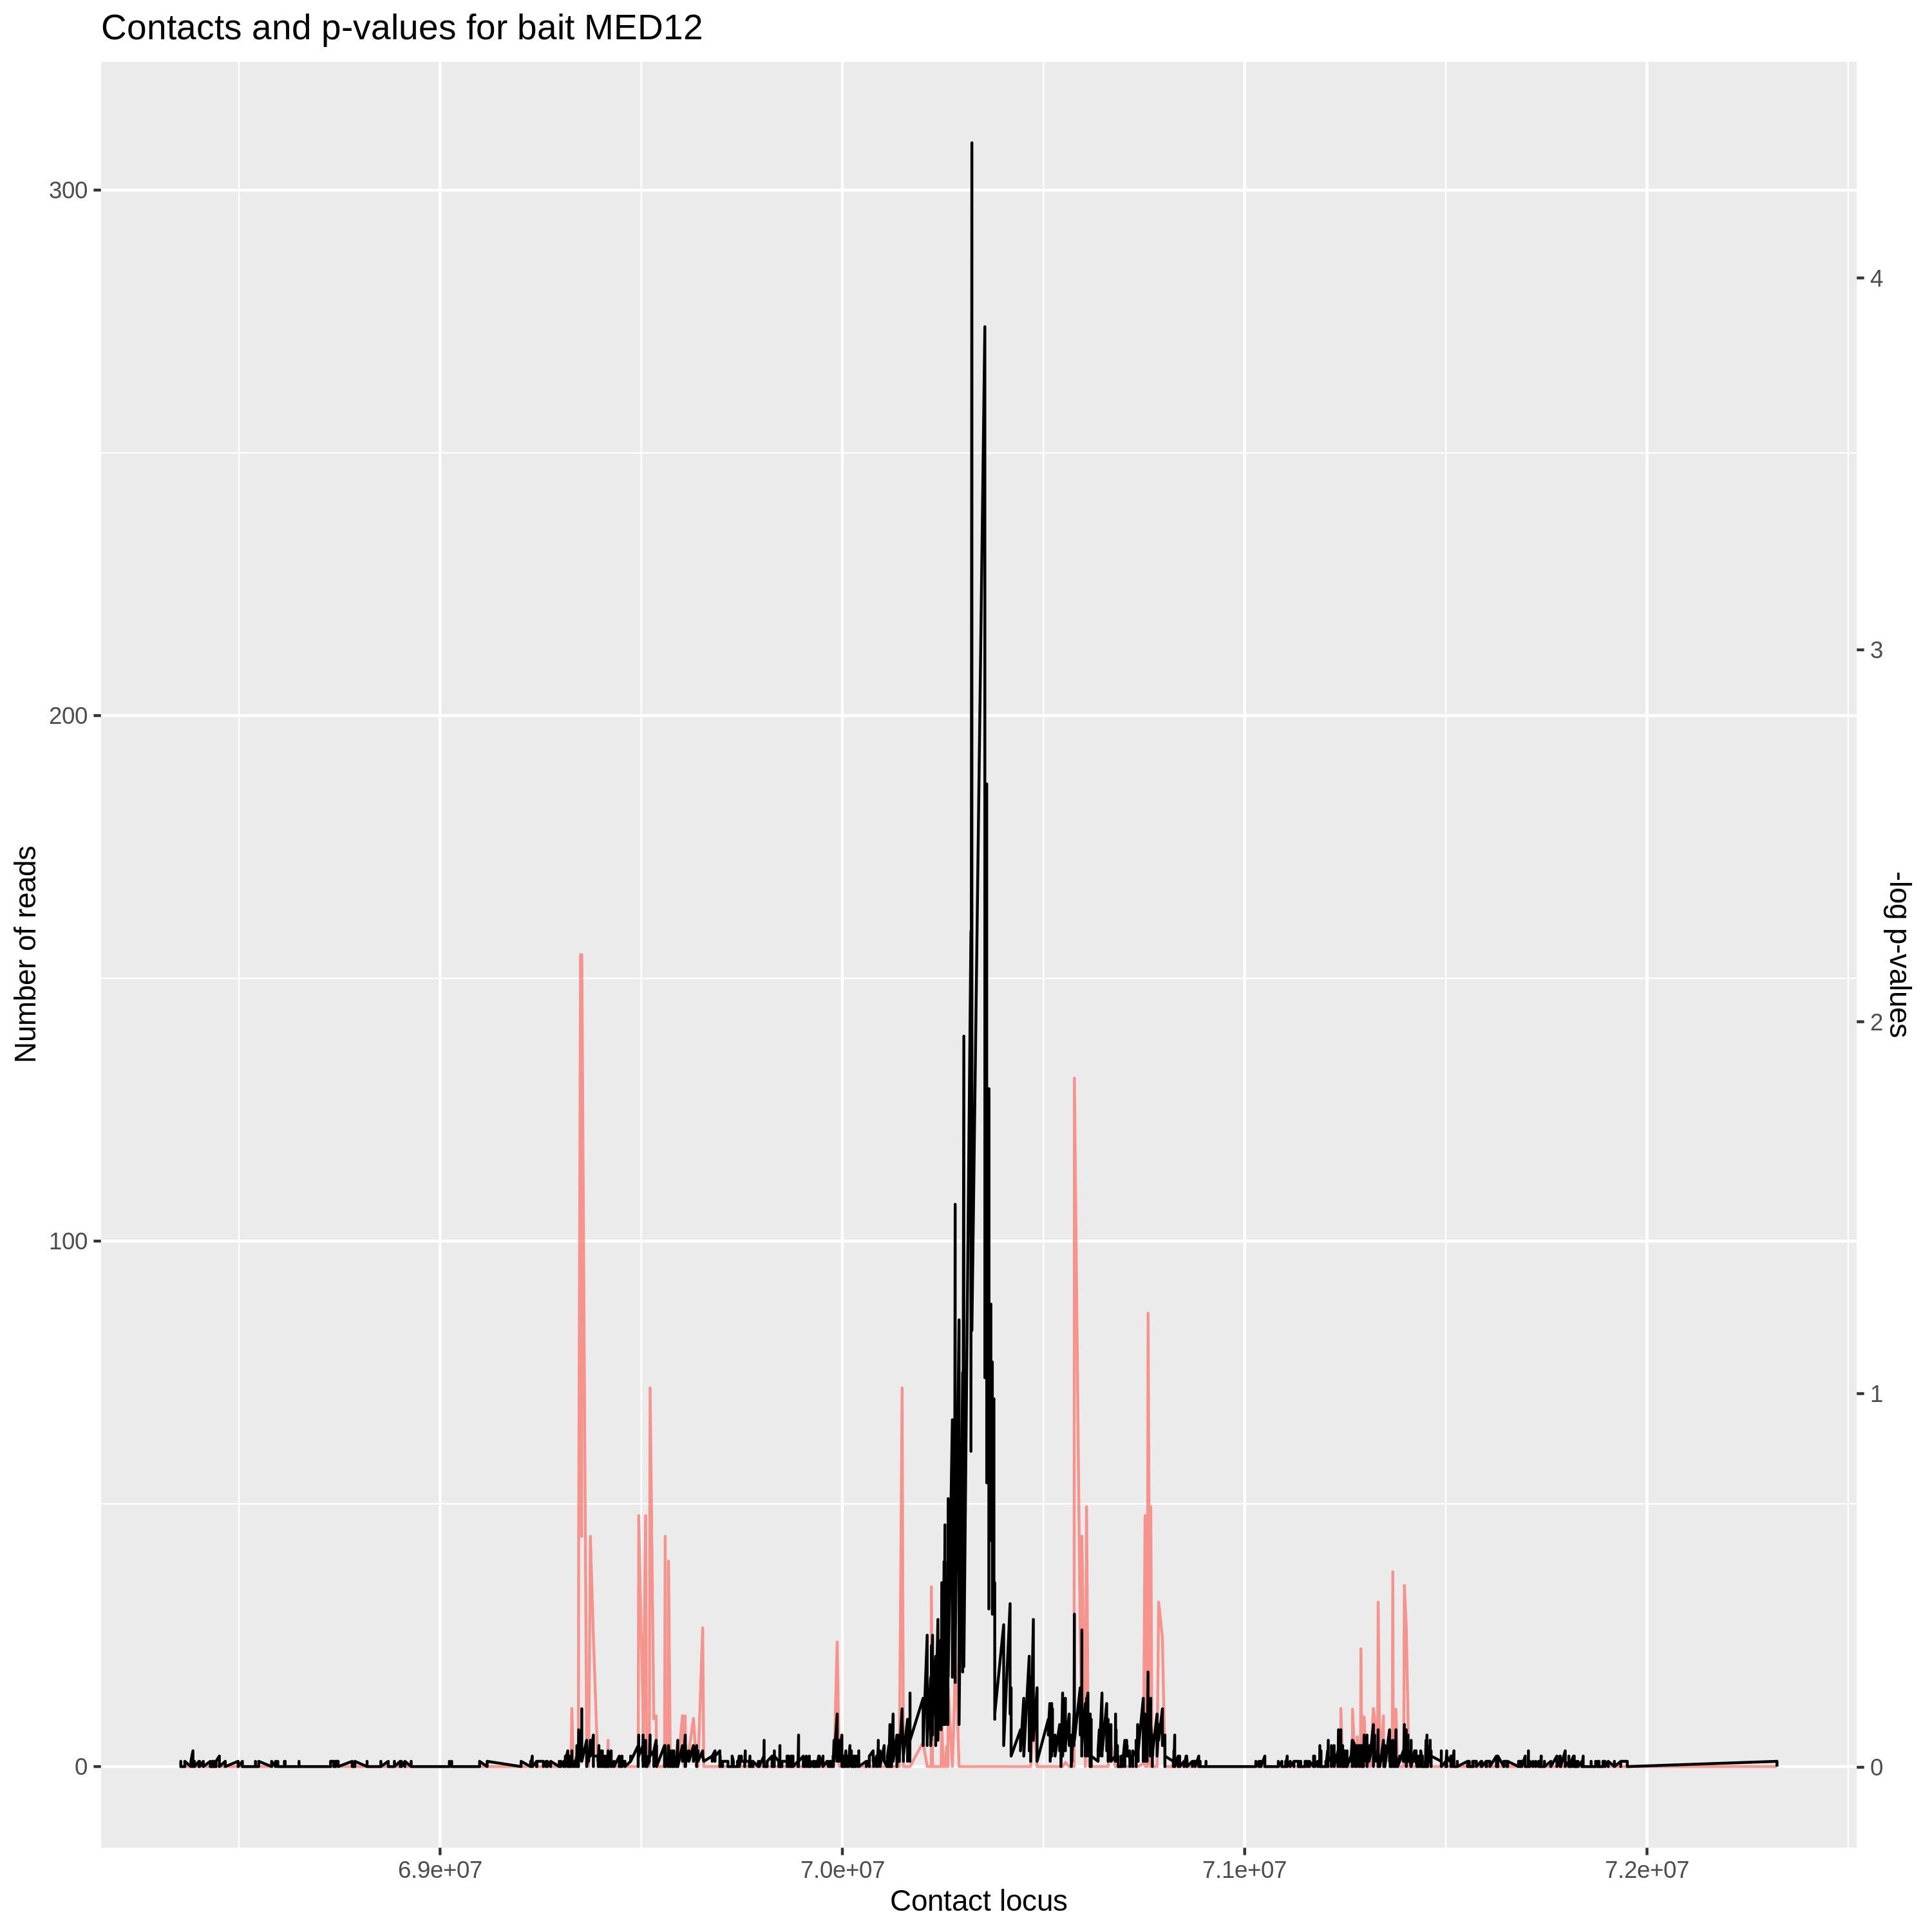 Contacts and p-values for bait MED12
Number of reads
300
200
100
0
4
3
2
1
0
-log p-values
6.9e+07 7.0e+07 7.1e+07 7.2e+07
Contact locus